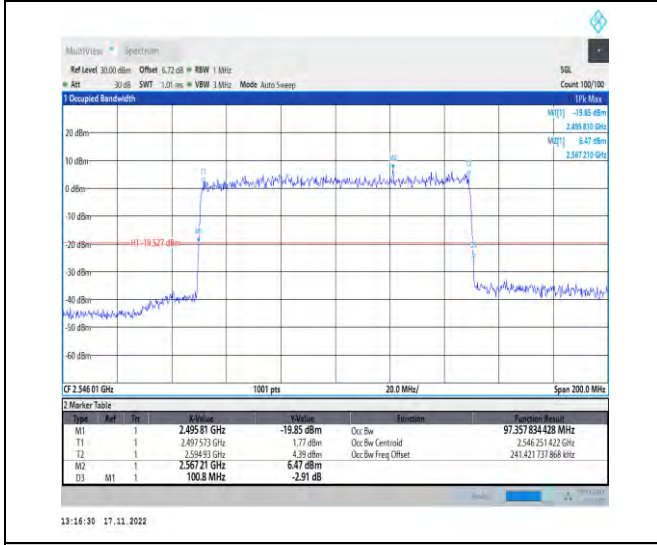 MultiView Spectrum
Ref Level 30.00 dBm Offset 6.72 dB RBW 1 MHz SGL
Att 30 dB SWT 1.01 ms VBW 3 MHz Mode Auto Sweep Count 100/100
1 Occupied Bandwidth 1Pk Max
M1[1] -19.85 dBm
2.495 810 GHz
M2[1] 6.47 dBm
2.567 210 GHz
20 dBm
10 dBm
0 dBm
-10 dBm
-20 dBm
-30 dBm
-40 dBm
-50 dBm
-60 dBm
M2
T1
M1
H1 -19.527 dBm
CF 2.546 01 GHz 1001 pts 20.0 MHz/ Span 200.0 MHz
2 Marker Table
Type Ref Trc X-Value Y-Value Function Function Result
M1 1 2.495 81 GHz -19.85 dBm Occ Bw 97.357 834 428 MHz
T1 1 2.497 573 GHz 1.77 dBm Occ Bw Centroid 2.546 251 422 GHz
T2 1 2.594 93 GHz 4.39 dBm Occ Bw Freq Offset 241.421 737 868 kHz
M2 1 2.567 21 GHz 6.47 dBm
D3 M1 1 100.8 MHz -2.91 dB
Ready
13:16:30 17.11.2022